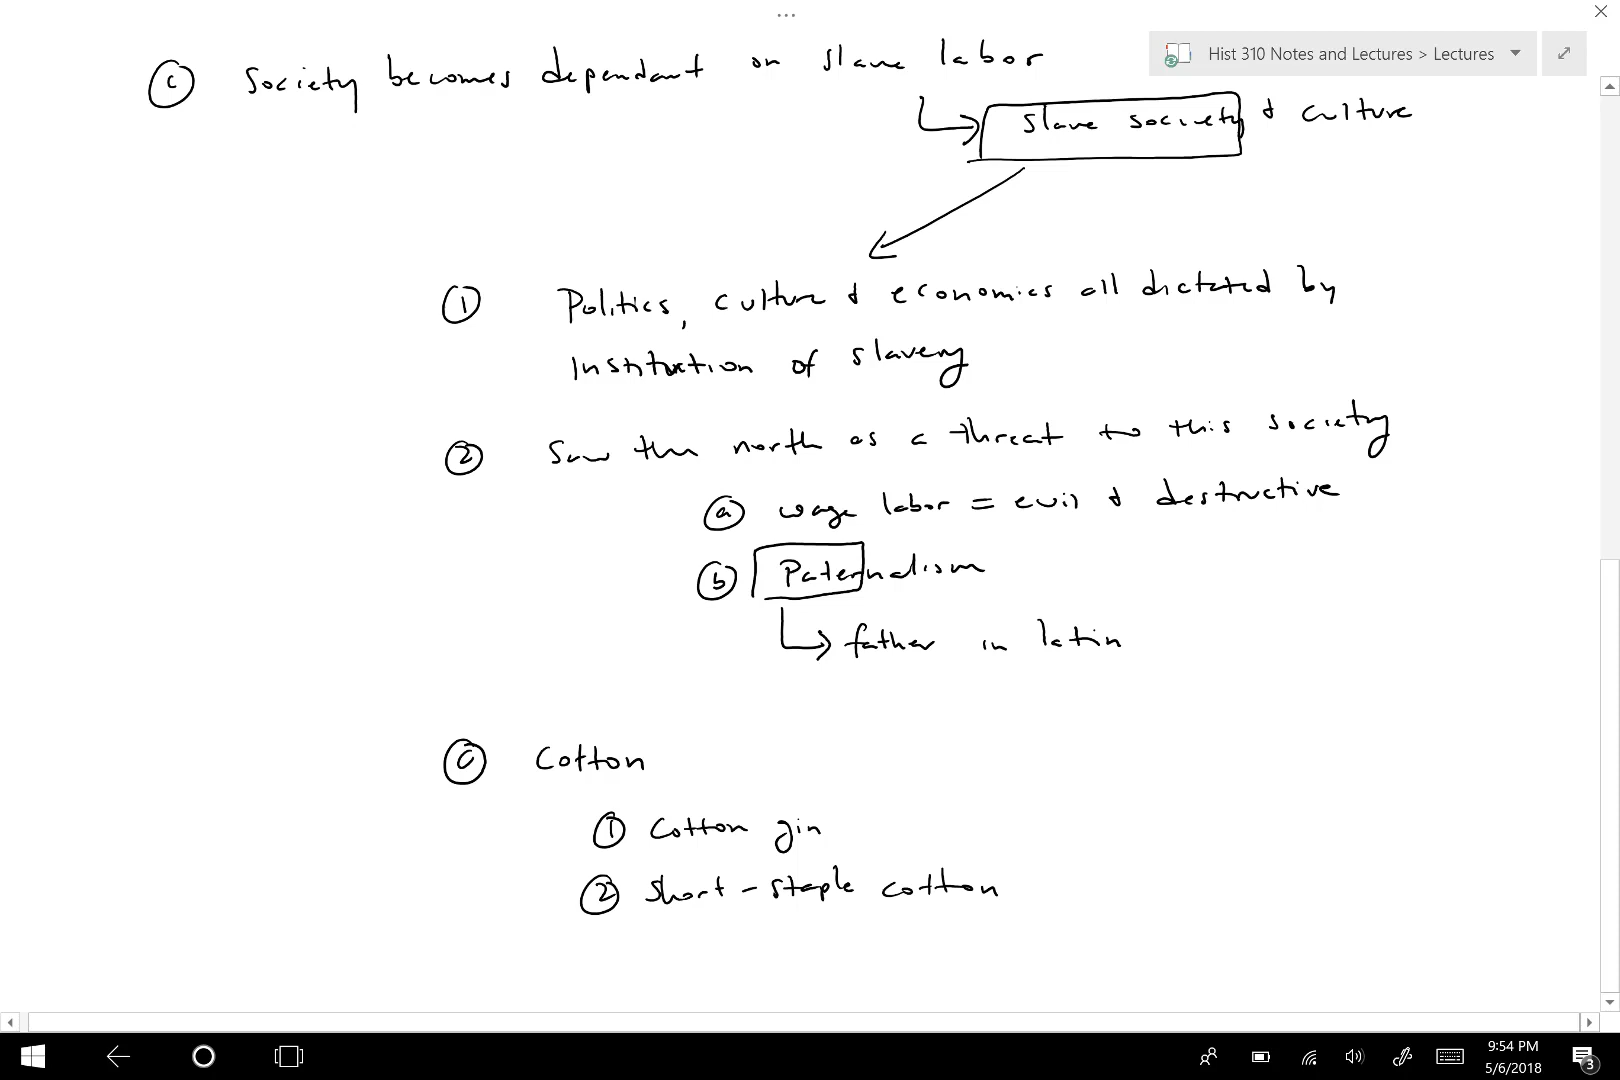 Hist 310 Notes and Lectures > Lectures
Ⓒ Society becomes dependant on slave labor
↳ Slave society & culture
① Politics, culture & economics all dictated by
Institution of slavery
② Saw the north as a threat to this society
ⓐ wage labor = evil & destructive
ⓑ Paternalism
↳ father in latin
Ⓒ Cotton
① Cotton gin
② Short-staple cotton
9:54 PM
5/6/2018
3